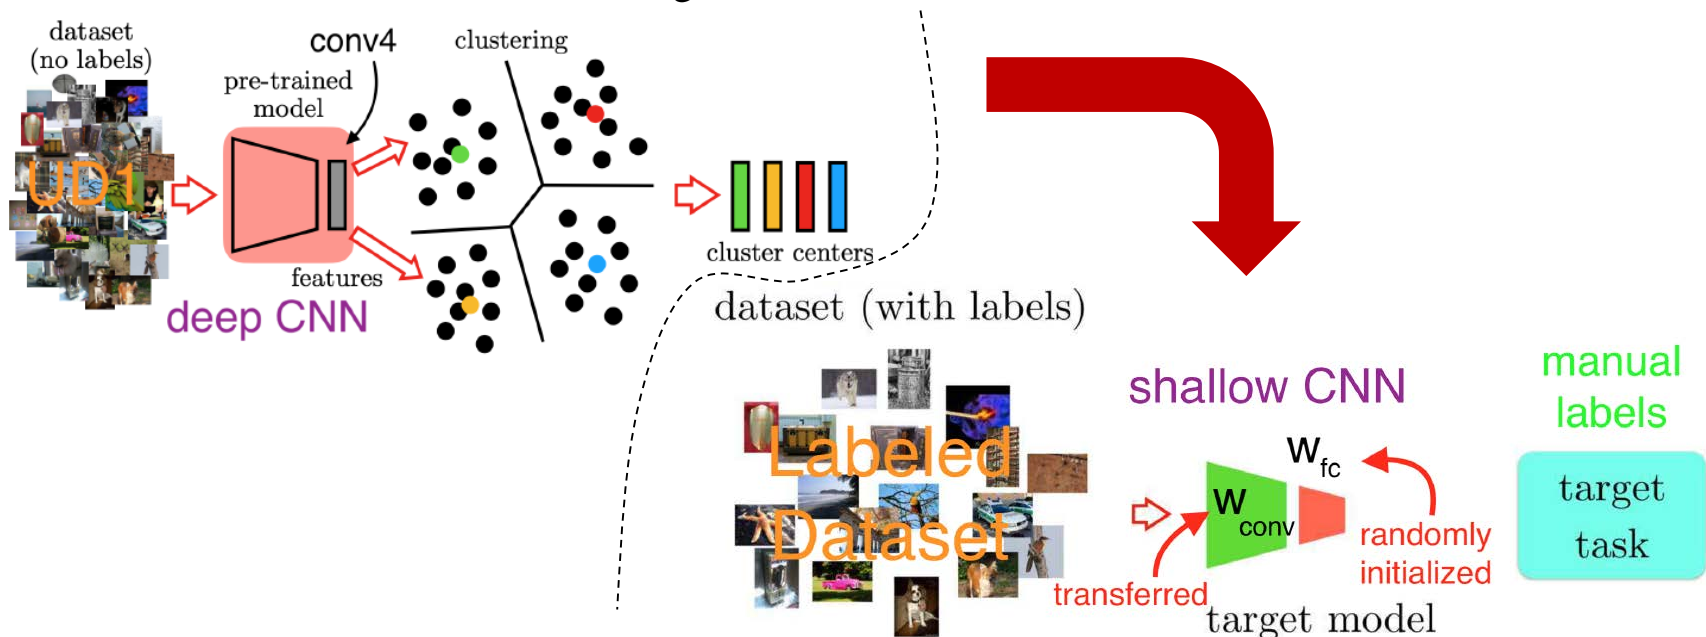 dataset
(no labels)
UD1
conv4
pre-trained
model
clustering
features
deep CNN
cluster centers
dataset (with labels)
Labeled
Dataset
shallow CNN
manual
labels
W fc
W conv
transferred
randomly
initialized
target model
target
task